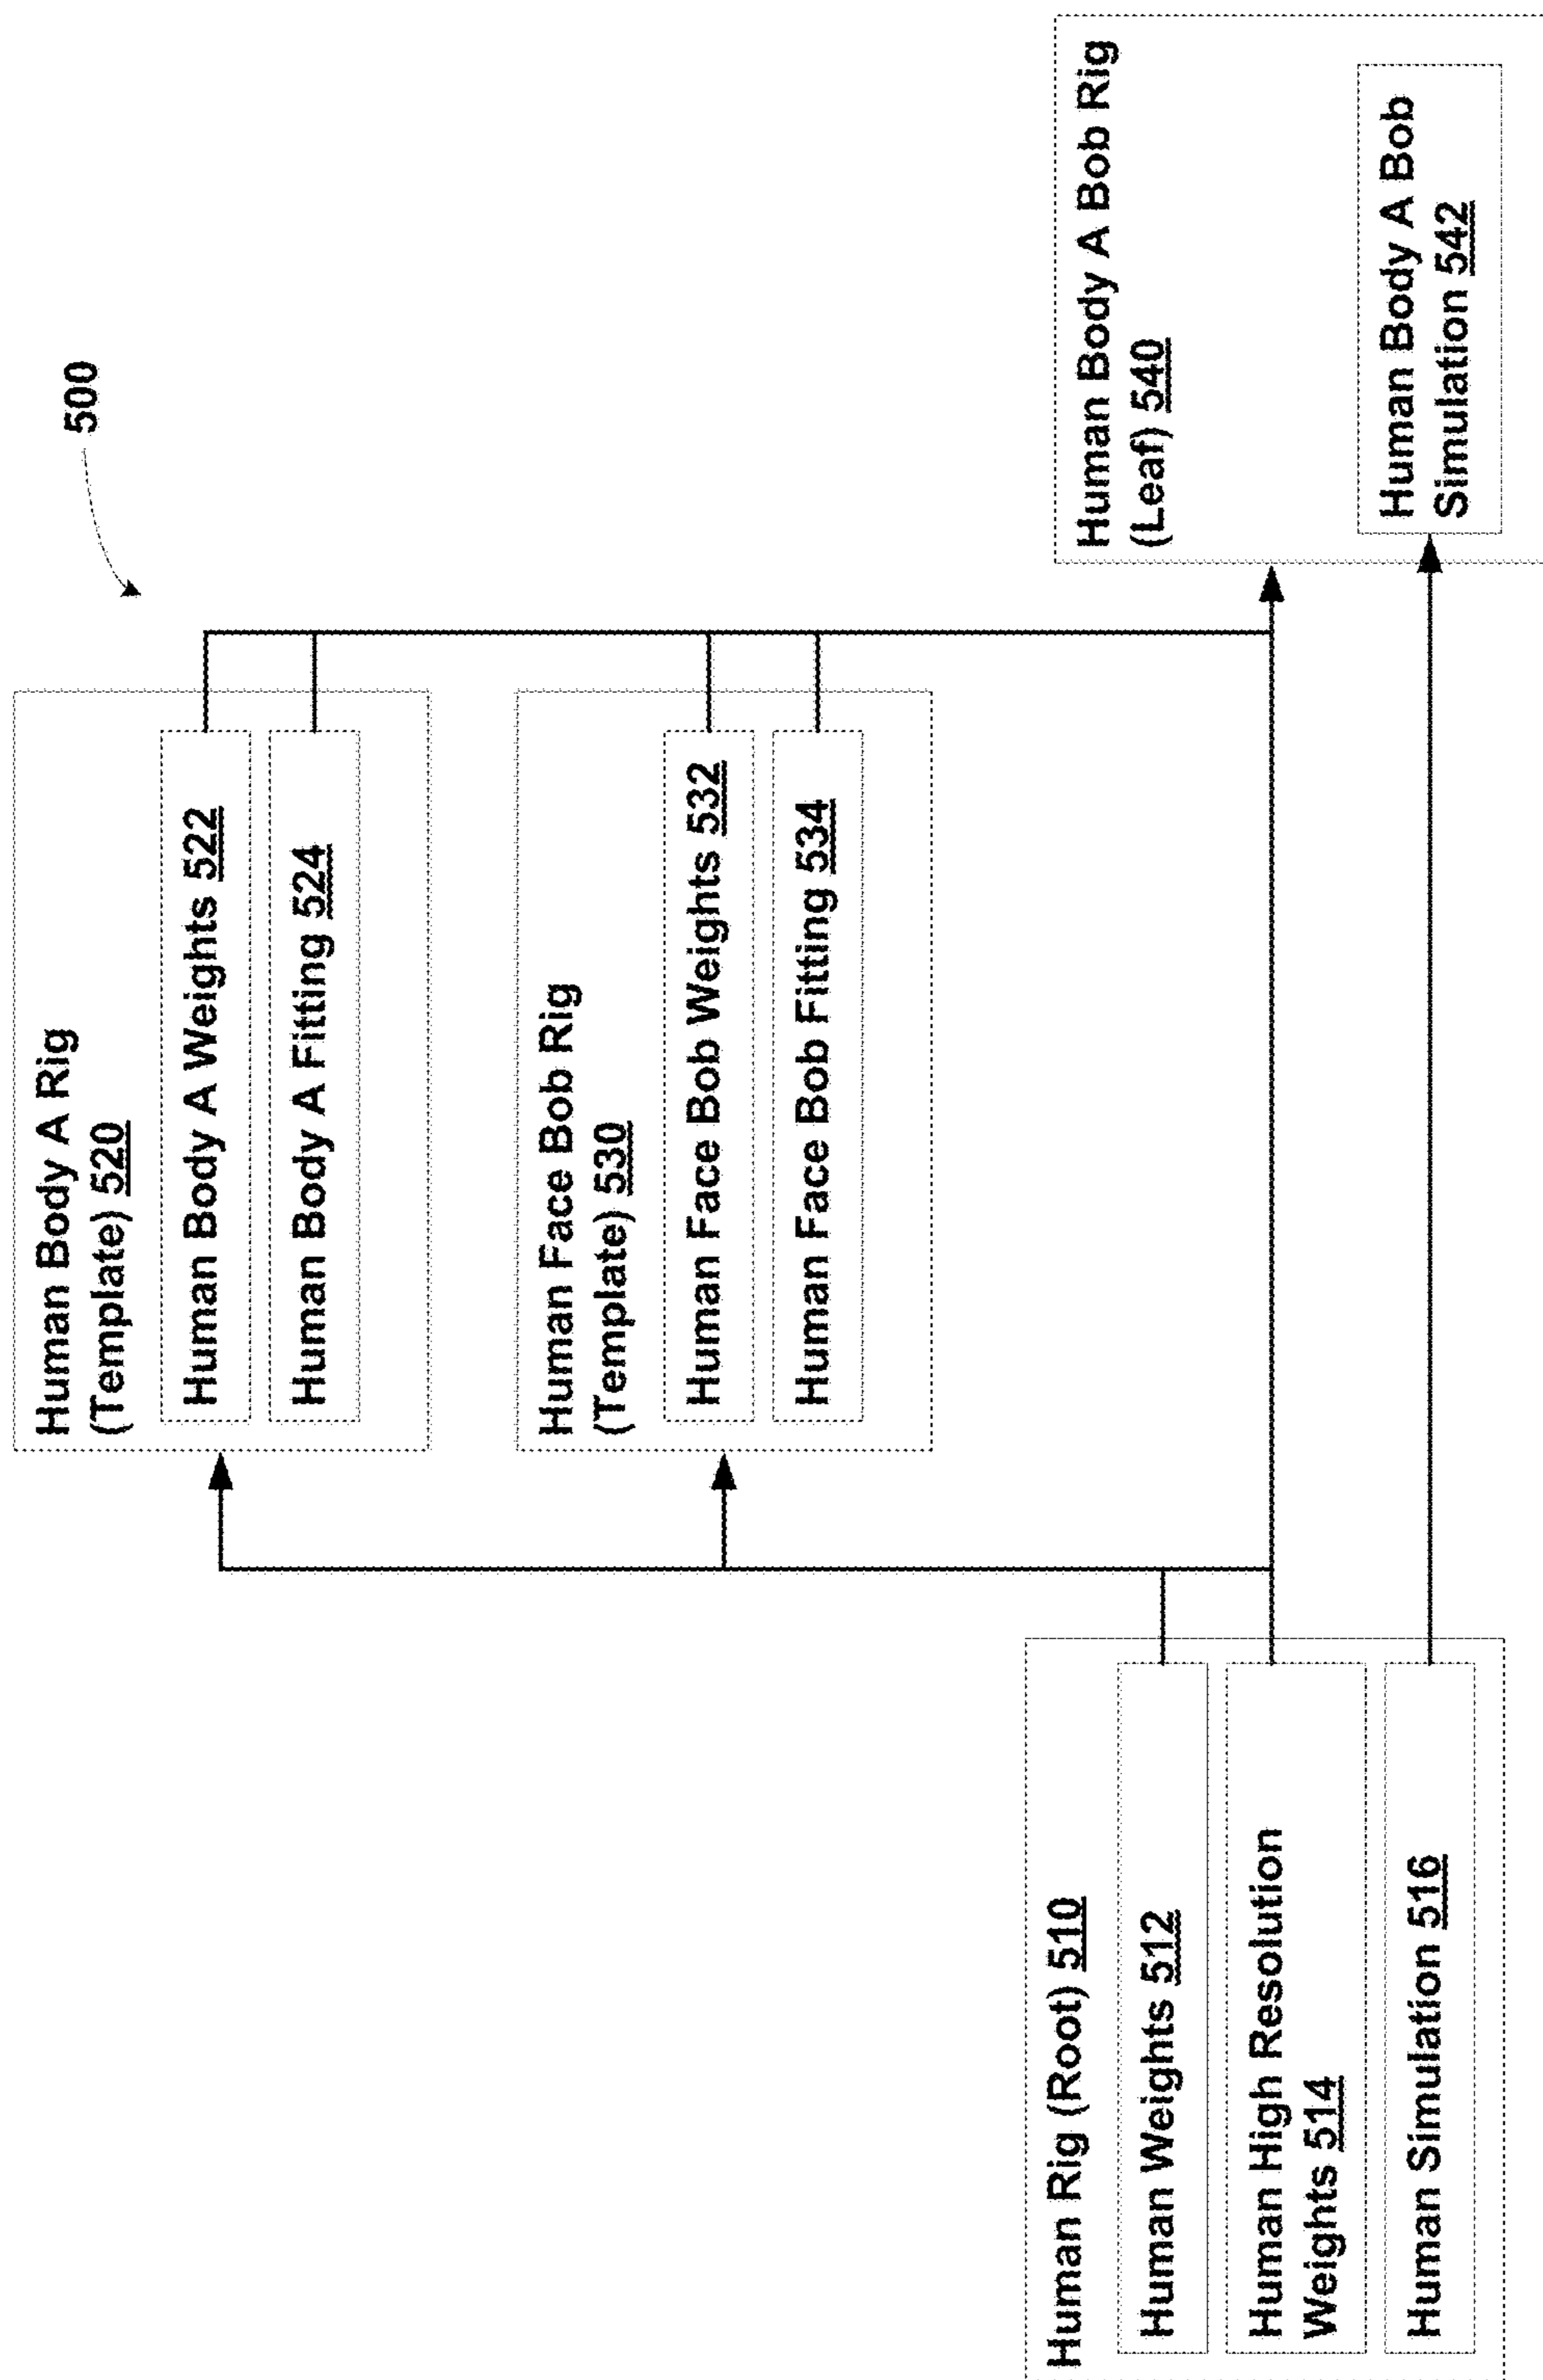 500
Human Body A Rig
(Template) 520
Human Body A Weights 522
Human Body A Fitting 524
Human Face Bob Rig
(Template) 530
Human Face Bob Weights 532
Human Face Bob Fitting 534
Human Rig (Root) 510
Human Weights 512
Human High Resolution
Weights 514
Human Simulation 516
Human Body A Bob Rig
(Leaf) 540
Human Body A Bob
Simulation 542